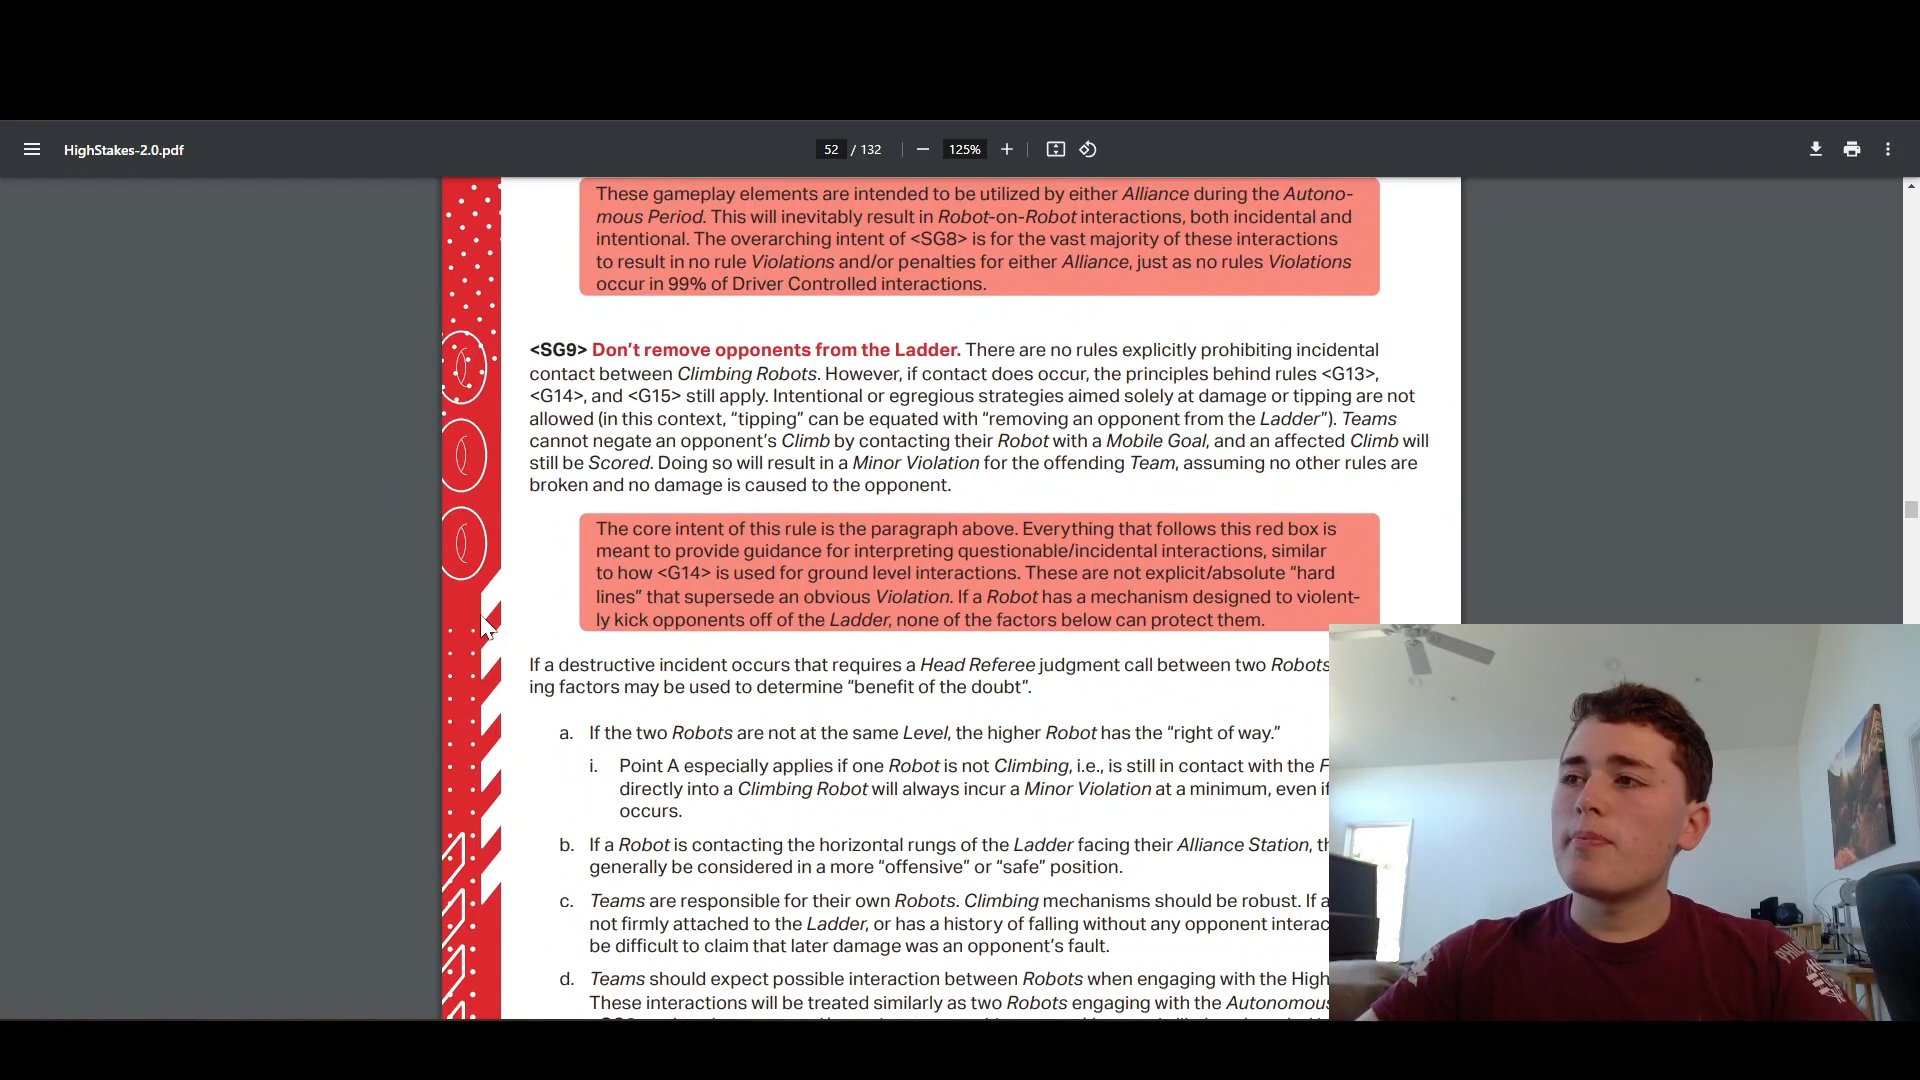 HighStakes-2.0.pdf
52 / 132
125%
These gameplay elements are intended to be utilized by either Alliance during the Autono-
mous Period. This will inevitably result in Robot-on-Robot interactions, both incidental and
intentional. The overarching intent of <SG8> is for the vast majority of these interactions
to result in no rule Violations and/or penalties for either Alliance, just as no rules Violations
occur in 99% of Driver Controlled interactions.
<SG9> Don’t remove opponents from the Ladder. There are no rules explicitly prohibiting incidental
contact between Climbing Robots. However, if contact does occur, the principles behind rules <G13>,
<G14>, and <G15> still apply. Intentional or egregious strategies aimed solely at damage or tipping are not
allowed (in this context, “tipping” can be equated with “removing an opponent from the Ladder”). Teams
cannot negate an opponent’s Climb by contacting their Robot with a Mobile Goal, and an affected Climb will
still be Scored. Doing so will result in a Minor Violation for the offending Team, assuming no other rules are
broken and no damage is caused to the opponent.
The core intent of this rule is the paragraph above. Everything that follows this red box is
meant to provide guidance for interpreting questionable/incidental interactions, similar
to how <G14> is used for ground level interactions. These are not explicit/absolute “hard
lines” that supersede an obvious Violation. If a Robot has a mechanism designed to violent-
ly kick opponents off of the Ladder, none of the factors below can protect them.
If a destructive incident occurs that requires a Head Referee judgment call between two Robots
ing factors may be used to determine “benefit of the doubt”.
a. If the two Robots are not at the same Level, the higher Robot has the “right of way.”
i. Point A especially applies if one Robot is not Climbing, i.e., is still in contact with the
directly into a Climbing Robot will always incur a Minor Violation at a minimum, even if
occurs.
b. If a Robot is contacting the horizontal rungs of the Ladder facing their Alliance Station,
generally be considered in a more “offensive” or “safe” position.
c. Teams are responsible for their own Robots. Climbing mechanisms should be robust. If a
not firmly attached to the Ladder, or has a history of falling without any opponent interac
be difficult to claim that later damage was an opponent’s fault.
d. Teams should expect possible interaction between Robots when engaging with the High
These interactions will be treated similarly as two Robots engaging with the Autonomous